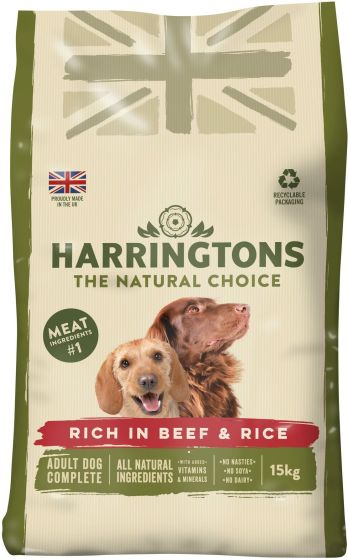 PROUDLY MADE
IN THE UK
RECYCLABLE
PACKAGING
HARRINGTONS
THE NATURAL CHOICE
MEAT
INGREDIENTS
#1
RICH IN BEEF & RICE
ADULT DOG
COMPLETE
ALL NATURAL
INGREDIENTS
•WITH ADDED•
VITAMINS
& MINERALS
•NO NASTIES•
•NO SOYA•
•NO DAIRY•
15kg